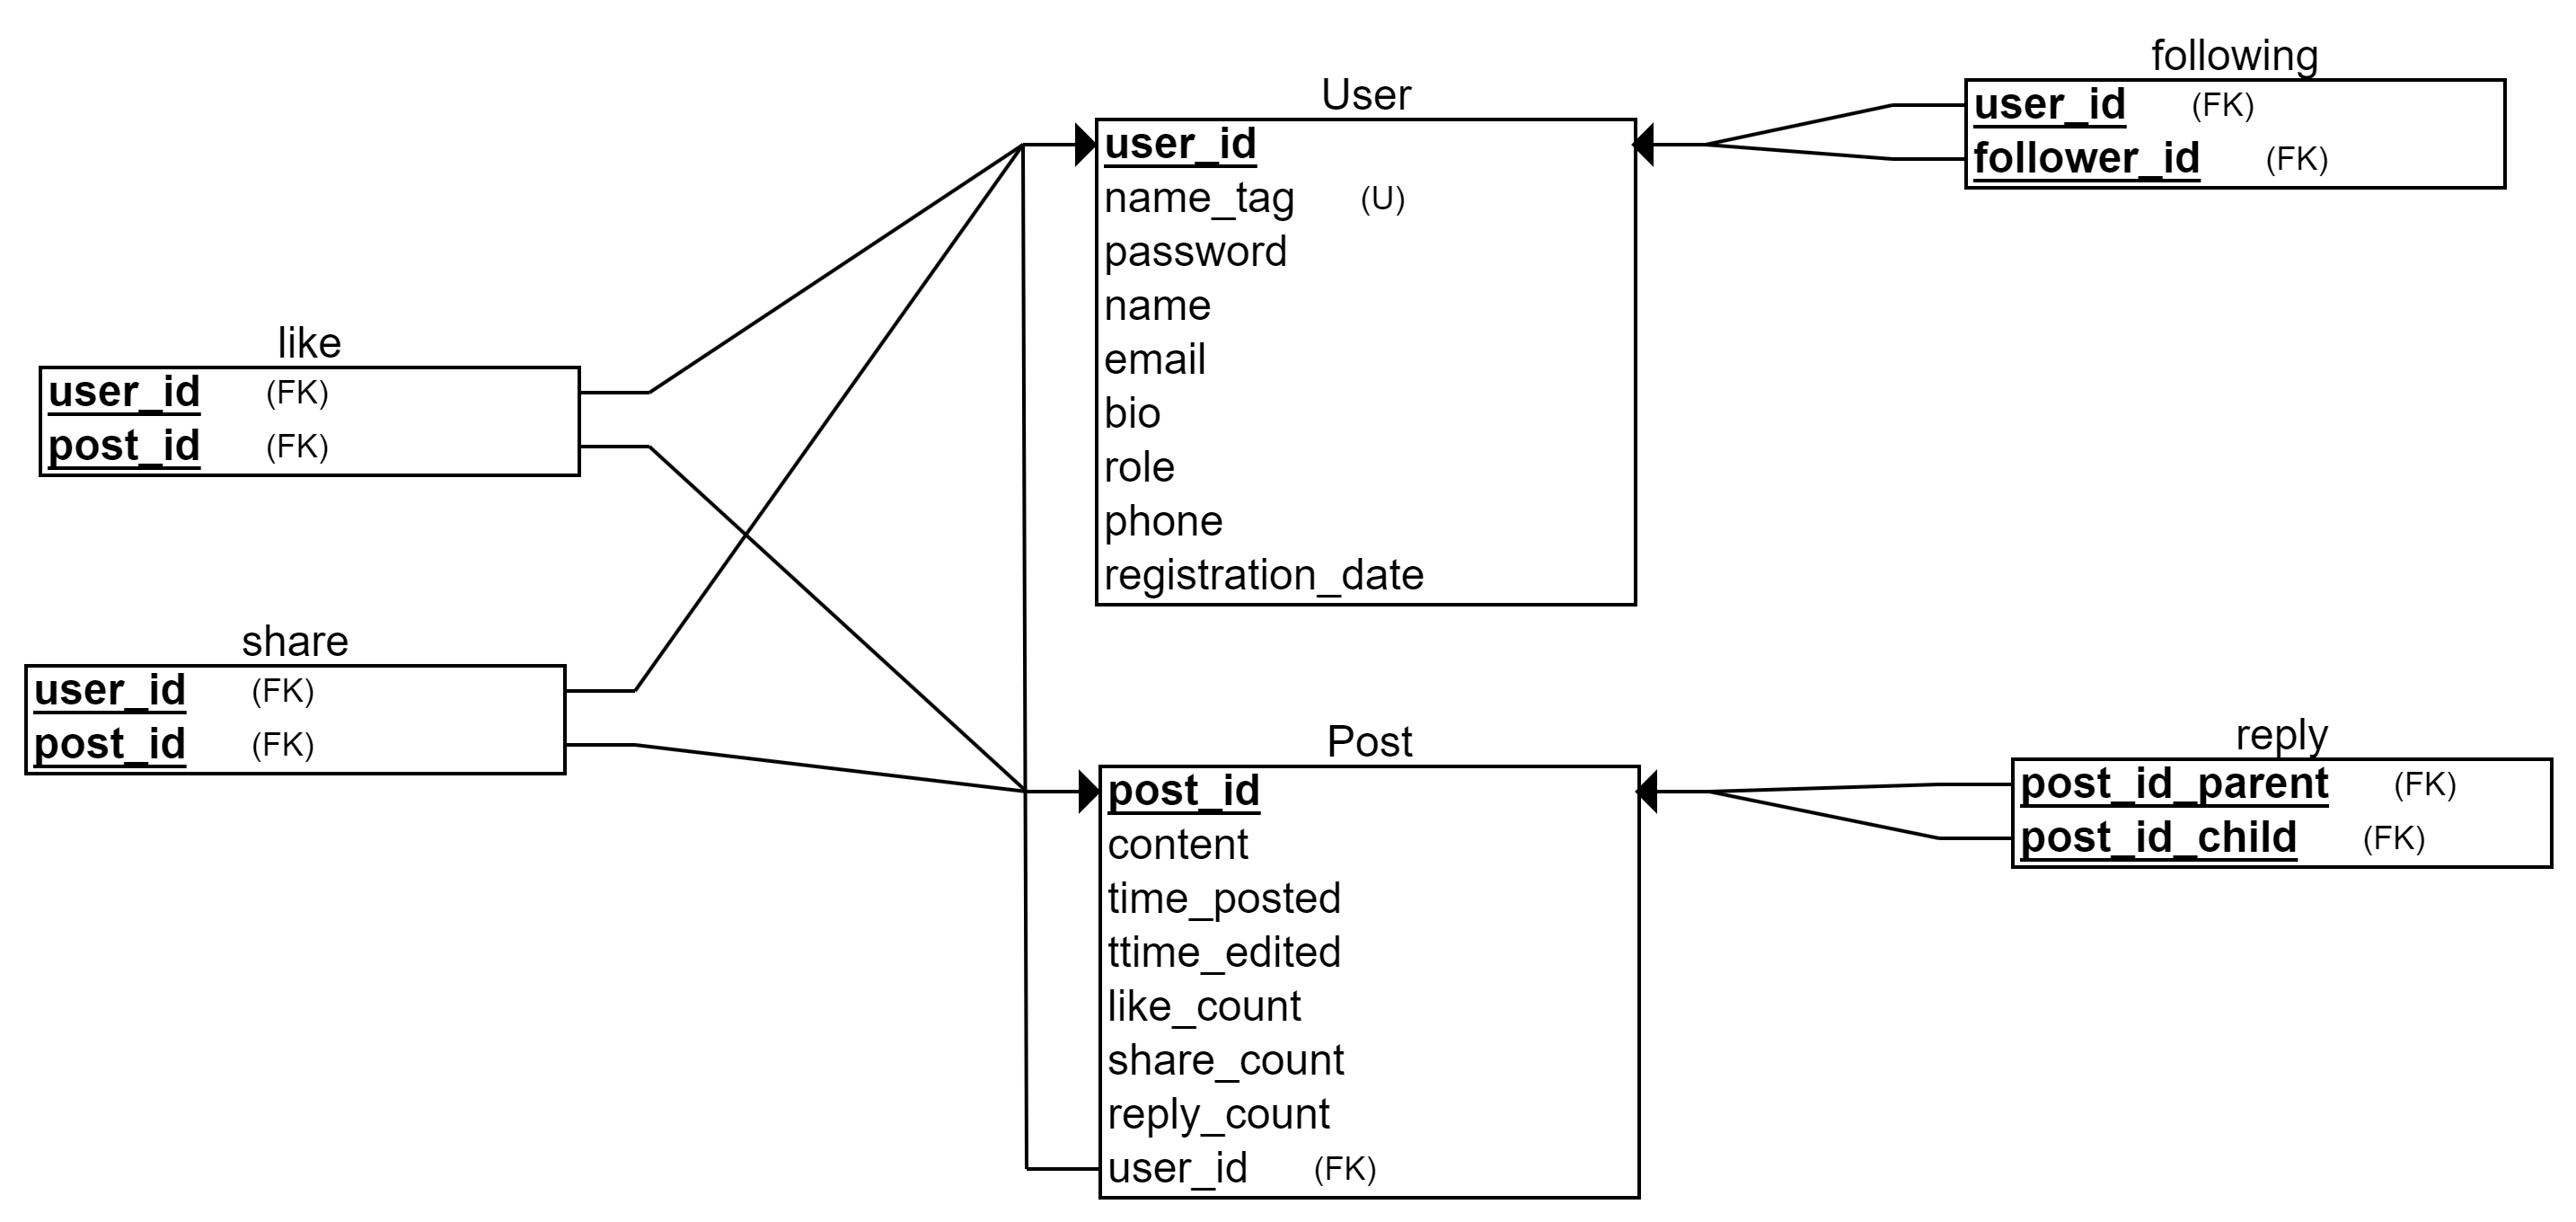 following
user_id (FK)
follower_id (FK)
User
user_id
name_tag (U)
password
name
email
bio
role
phone
registration_date
like
user_id (FK)
post_id (FK)
share
user_id (FK)
post_id (FK)
Post
post_id
content
time_posted
ttime_edited
like_count
share_count
reply_count
user_id (FK)
reply
post_id_parent (FK)
post_id_child (FK)